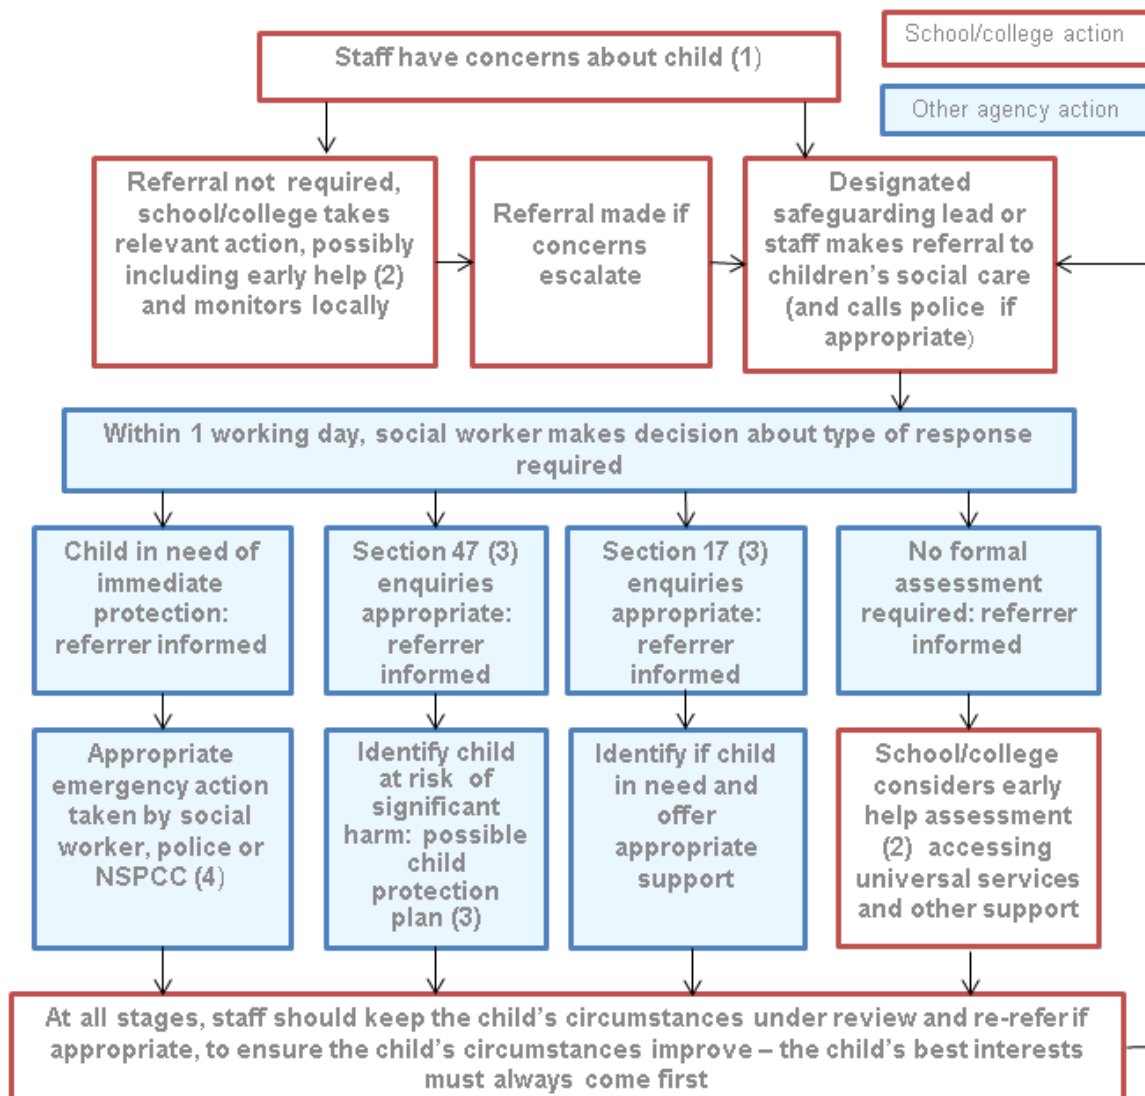 School/college action
Staff have concerns about child (1)
Other agency action
Referral not required,
school/college takes
relevant action, possibly
including early help (2)
and monitors locally
Referral made if
concerns
escalate
Designated
safeguarding lead or
staff makes referral to
children’s social care
(and calls police if
appropriate)
Within 1 working day, social worker makes decision about type of response
required
Child in need of
immediate
protection:
referrer informed
Section 47 (3)
enquiries
appropriate:
referrer
informed
Section 17 (3)
enquiries
appropriate:
referrer
informed
No formal
assessment
required: referrer
informed
Appropriate
emergency action
taken by social
worker, police or
NSPCC (4)
Identify child
at risk of
significant
harm: possible
child
protection
plan (3)
Identify if child
in need and
offer
appropriate
support
School/college
considers early
help assessment
(2) accessing
universal services
and other support
At all stages, staff should keep the child’s circumstances under review and re-refer if
appropriate, to ensure the child’s circumstances improve – the child’s best interests
must always come first